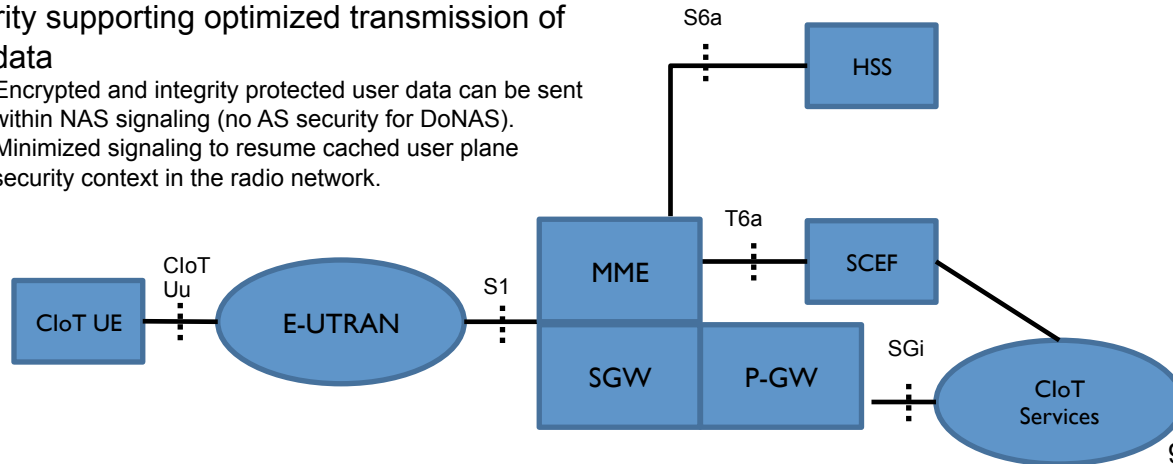 rity supporting optimized transmission of
data
Encrypted and integrity protected user data can be sent
within NAS signaling (no AS security for DoNAS).
Minimized signaling to resume cached user plane
security context in the radio network.
S6a
HSS
T6a
MME
SCEF
CIoT
Uu
S1
CIoT UE
E-UTRAN
SGW
P-GW
SGi
CIoT
Services